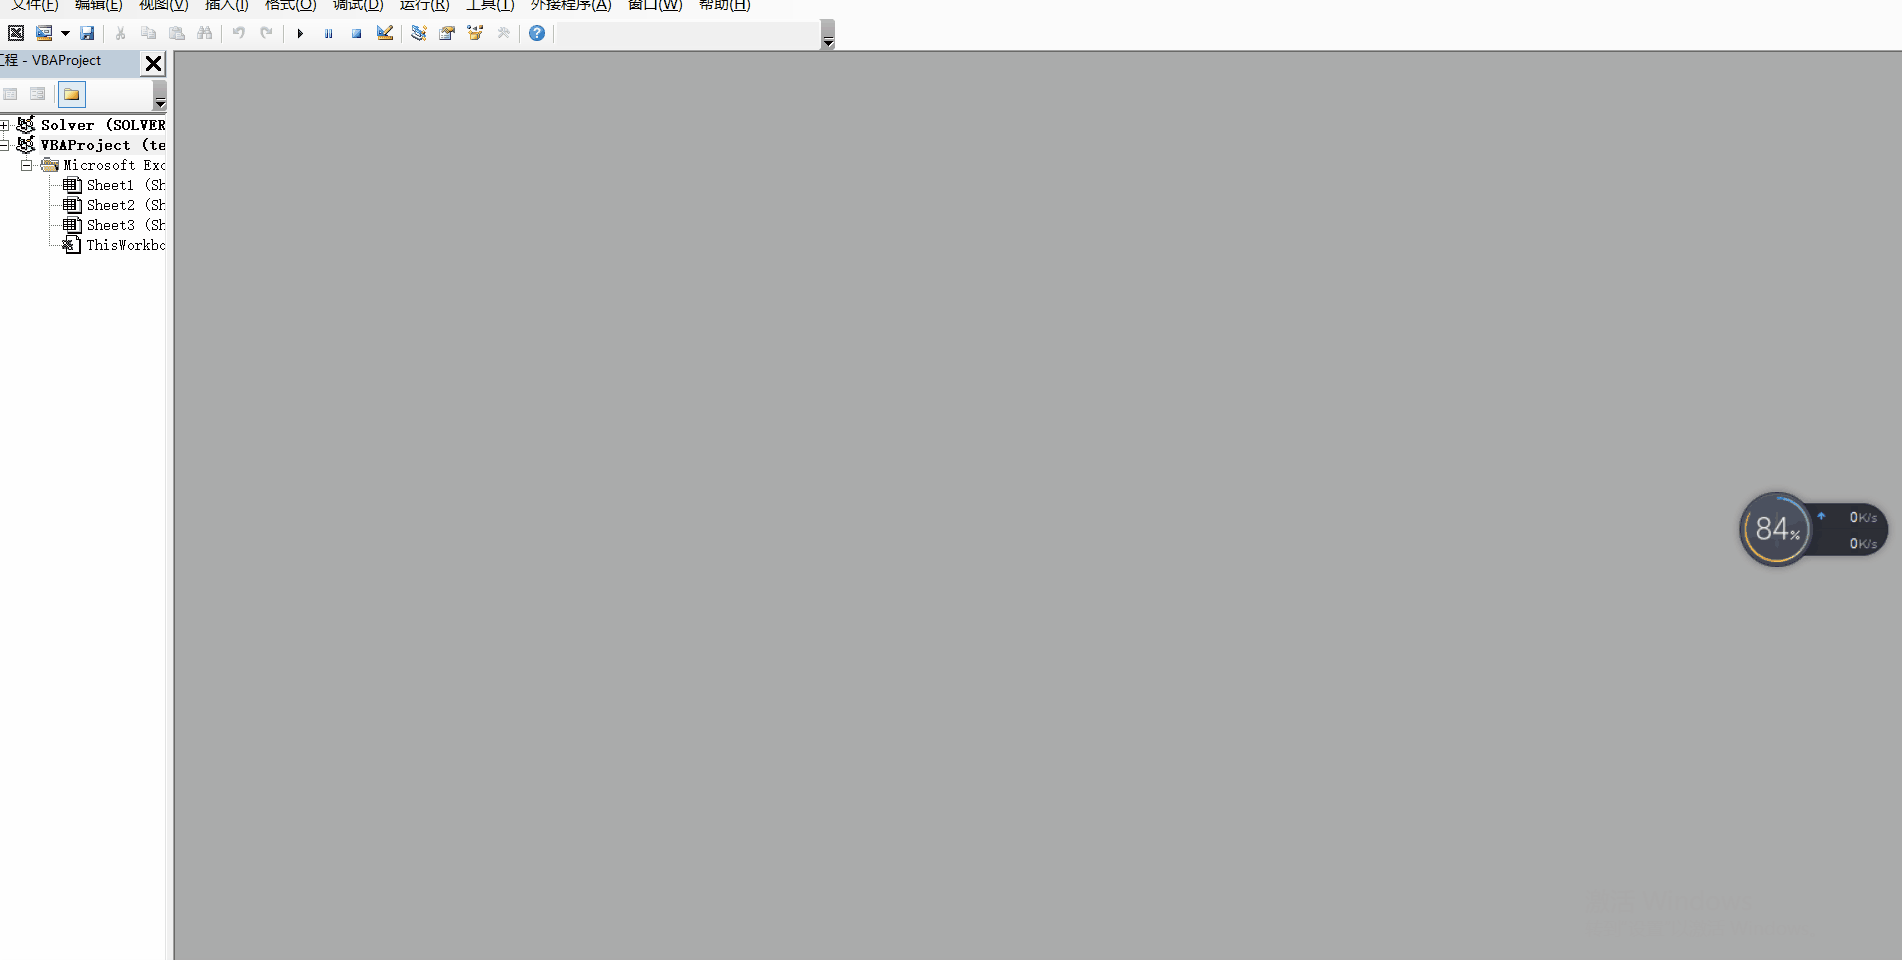 文件(F) 编辑(E) 视图(V) 插入(I) 格式(O) 调试(D) 运行(R) 工具(T) 外接程序(A) 窗口(W) 帮助(H)
工程 - VBAProject
Solver (SOLVER
VBAProject (te
Microsoft Exc
Sheet1 (Sh
Sheet2 (Sh
Sheet3 (Sh
ThisWorkbo
84%
0K/s
0K/s